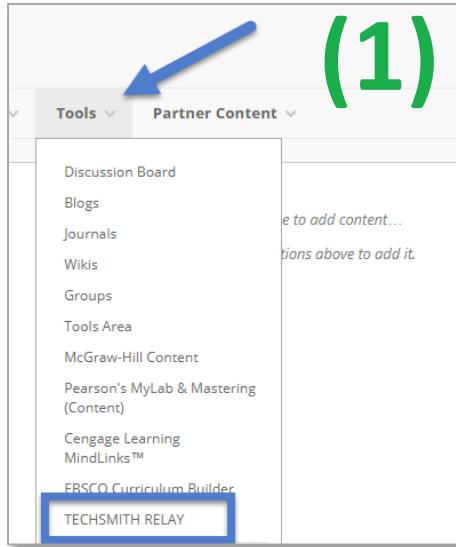 (1)
Tools Partner Content
Discussion Board
Blogs
e to add content...
Journals
tions above to add it.
Wikis
Groups
Tools Area
McGraw-Hill Content
Pearson's MyLab & Mastering
(Content)
Cengage Learning
MindLinks™
EBSCO Curriculum Builder
TECHSMITH RELAY